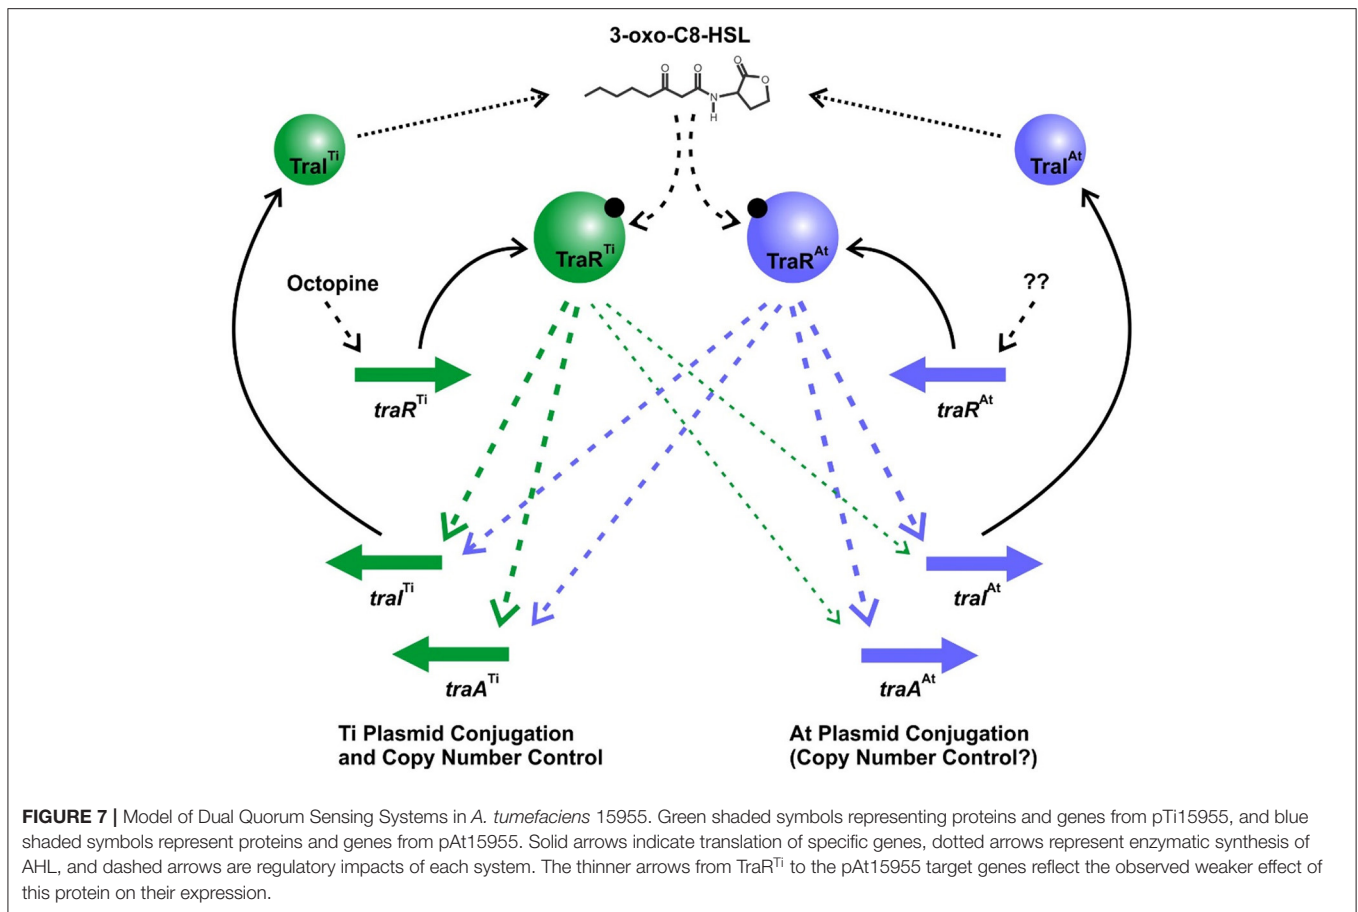 3-oxo-C8-HSL
O
O
O
O
N
H
TraI^Ti
TraI^At
TraR^Ti
TraR^At
Octopine
??
traR^Ti
traR^At
traI^Ti
traI^At
traA^Ti
traA^At
Ti Plasmid Conjugation
and Copy Number Control
At Plasmid Conjugation
(Copy Number Control?)
FIGURE 7 | Model of Dual Quorum Sensing Systems in A. tumefaciens 15955. Green shaded symbols representing proteins and genes from pTi15955, and blue
shaded symbols represent proteins and genes from pAt15955. Solid arrows indicate translation of specific genes, dotted arrows represent enzymatic synthesis of
AHL, and dashed arrows are regulatory impacts of each system. The thinner arrows from TraR^Ti to the pAt15955 target genes reflect the observed weaker effect of
this protein on their expression.